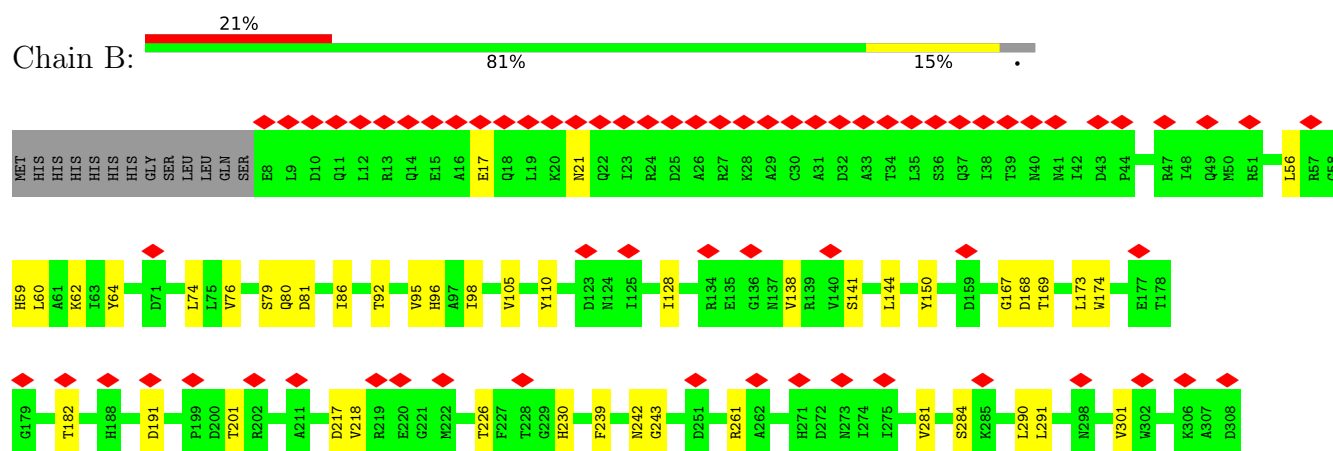 21%
Chain B:
81% 15% •
MET HIS HIS HIS HIS HIS HIS GLY SER LEU LEU GLN SER E8 L9 D10 Q11 L12 R13 Q14 E15 A16 E17 Q18 L19 K20 N21 Q22 I23 R24 D25 A26 R27 K28 A29 C30 A31 D32 A33 T34 L35 S36 Q37 I38 T39 N40 N41 I42 D43 P44 R47 I48 Q49 M50 R51 L56 R57 G58
H59 L60 A61 K62 I63 Y64 D71 L74 L75 V76 S79 Q80 D81 I86 T92 V95 H96 A97 I98 V105 Y110 D123 N124 I125 I128 R134 E135 G136 N137 V138 R139 V140 S141 L144 Y150 D159 G167 D168 T169 L173 W174 E177 T178
G179 T182 H188 D191 P199 D200 T201 R202 A211 D217 V218 R219 E220 G221 M222 T226 F227 T228 G229 H230 F239 N242 G243 D251 R261 A262 H271 D272 N273 I274 I275 V281 S284 K285 L290 L291 N298 V301 W302 K306 A307 D308